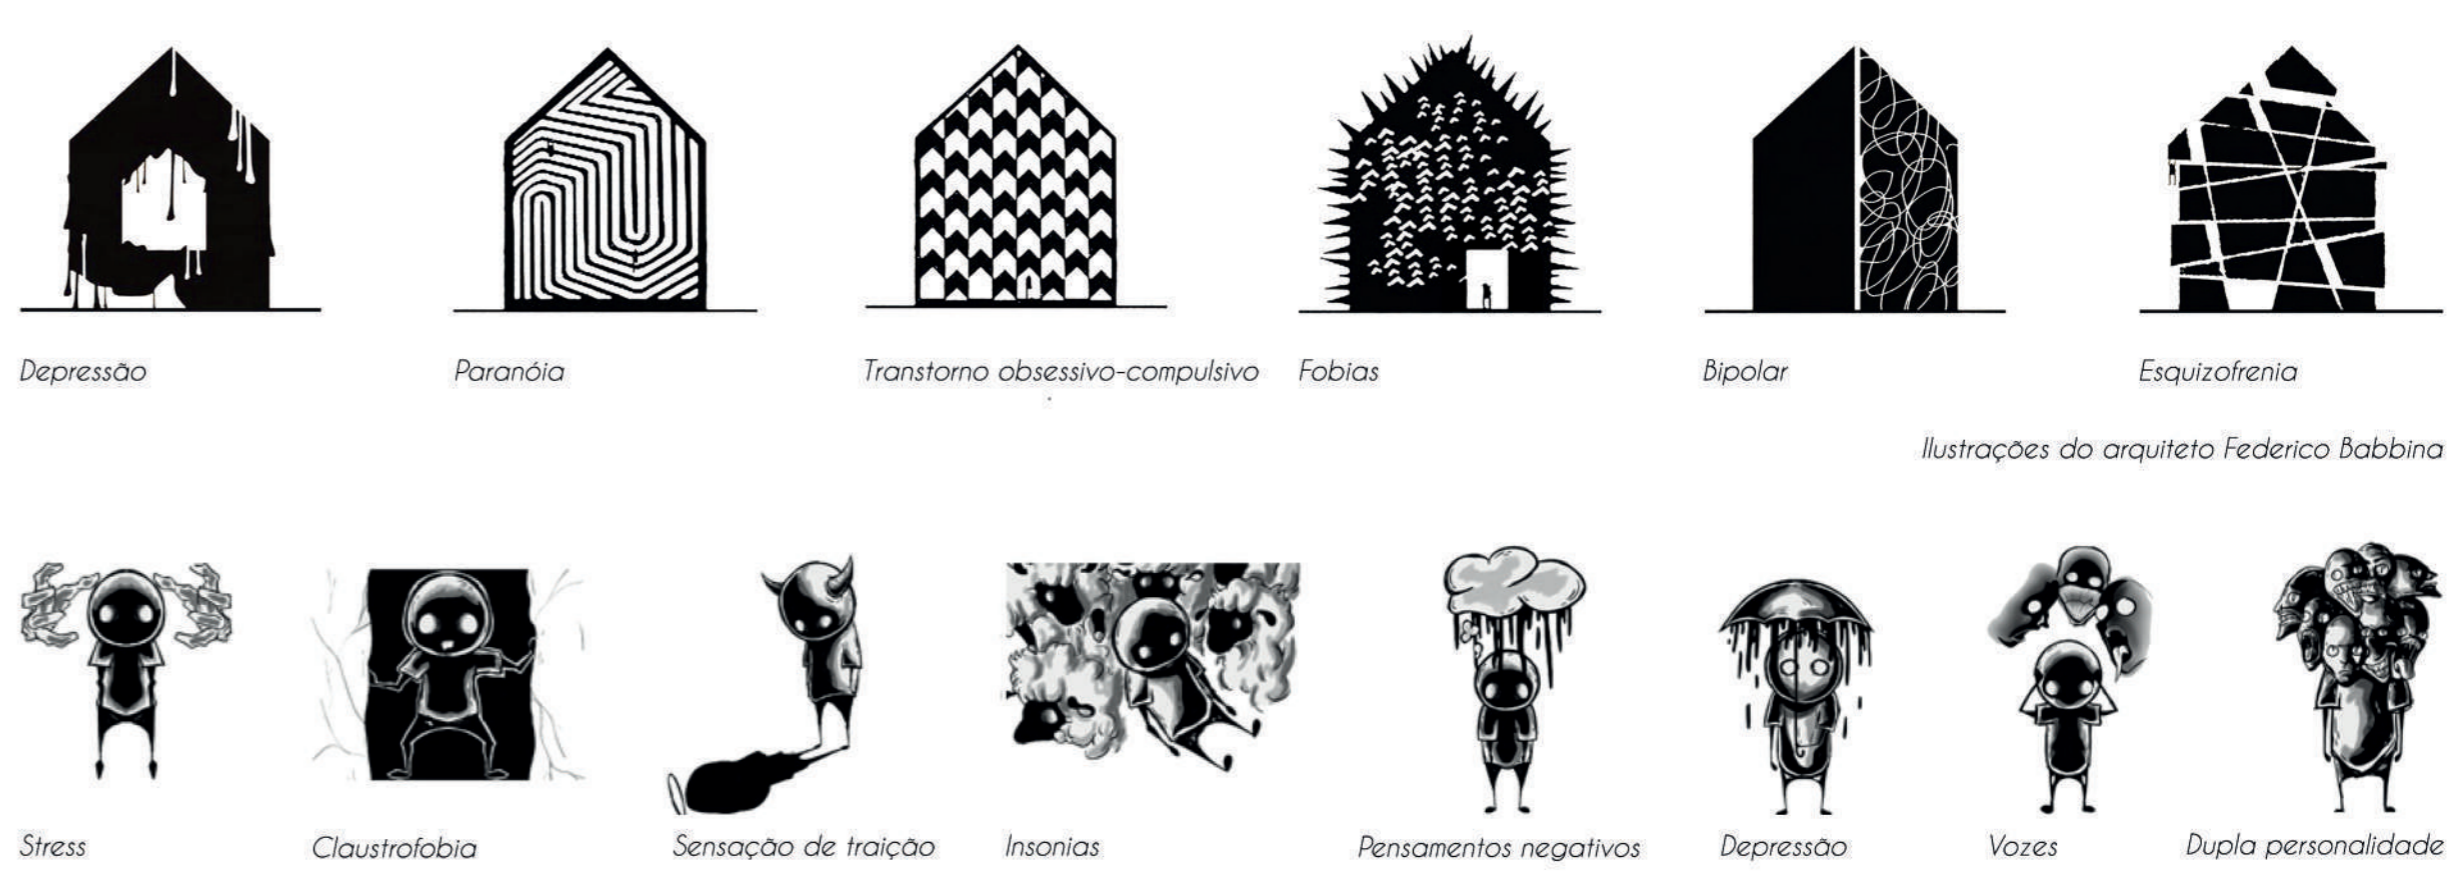 Depressão
Paranóia
Transtorno obsessivo-compulsivo
Fobias
Bipolar
Esquizofrenia
Ilustrações do arquiteto Federico Babbina
Stress
Claustrofobia
Sensação de traição
Insonias
Pensamentos negativos
Depressão
Vozes
Dupla personalidade